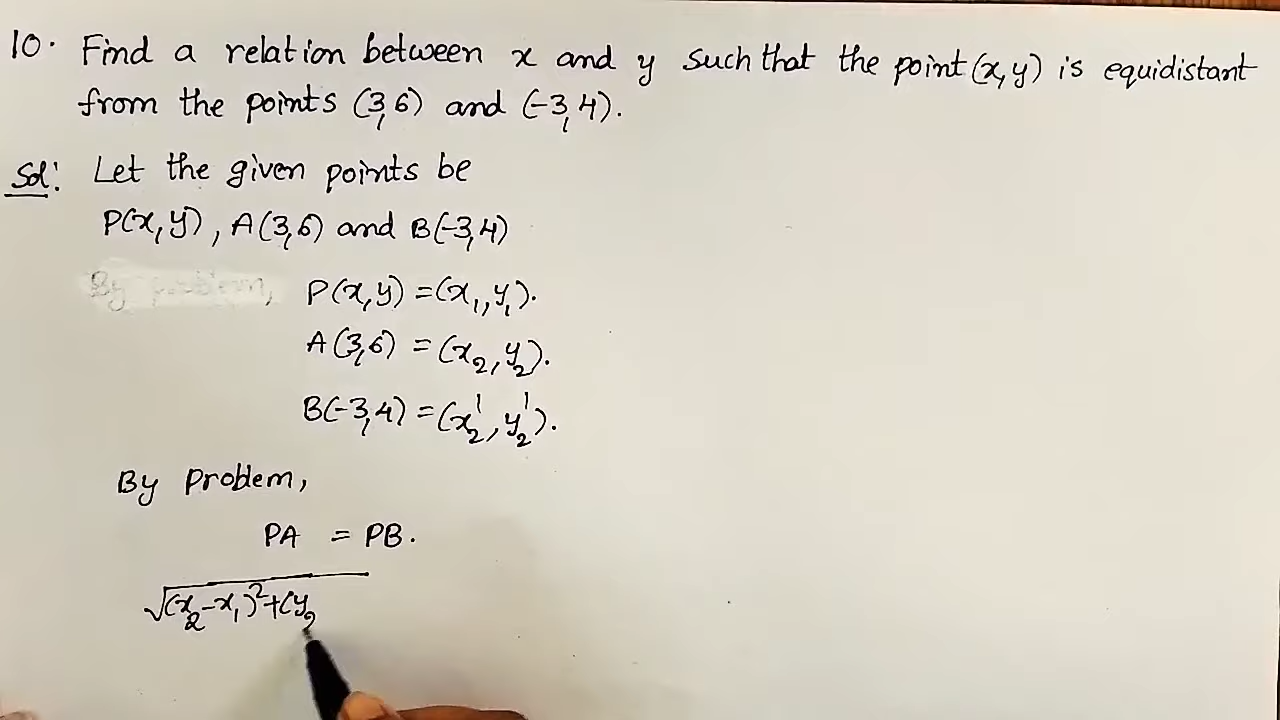 10. Find a relation between x and y such that the point (x, y) is equidistant
from the points (3,6) and (-3,4).
Sol: Let the given points be
P(x,y), A(3,6) and B(-3,4)
By problem, P(x,y) = (x₁,y₁).
A(3,6) = (x₂,y₂).
B(-3,4) = (x₂',y₂').
By Problem,
PA = PB.
√(x₂-x₁)²+(y₂